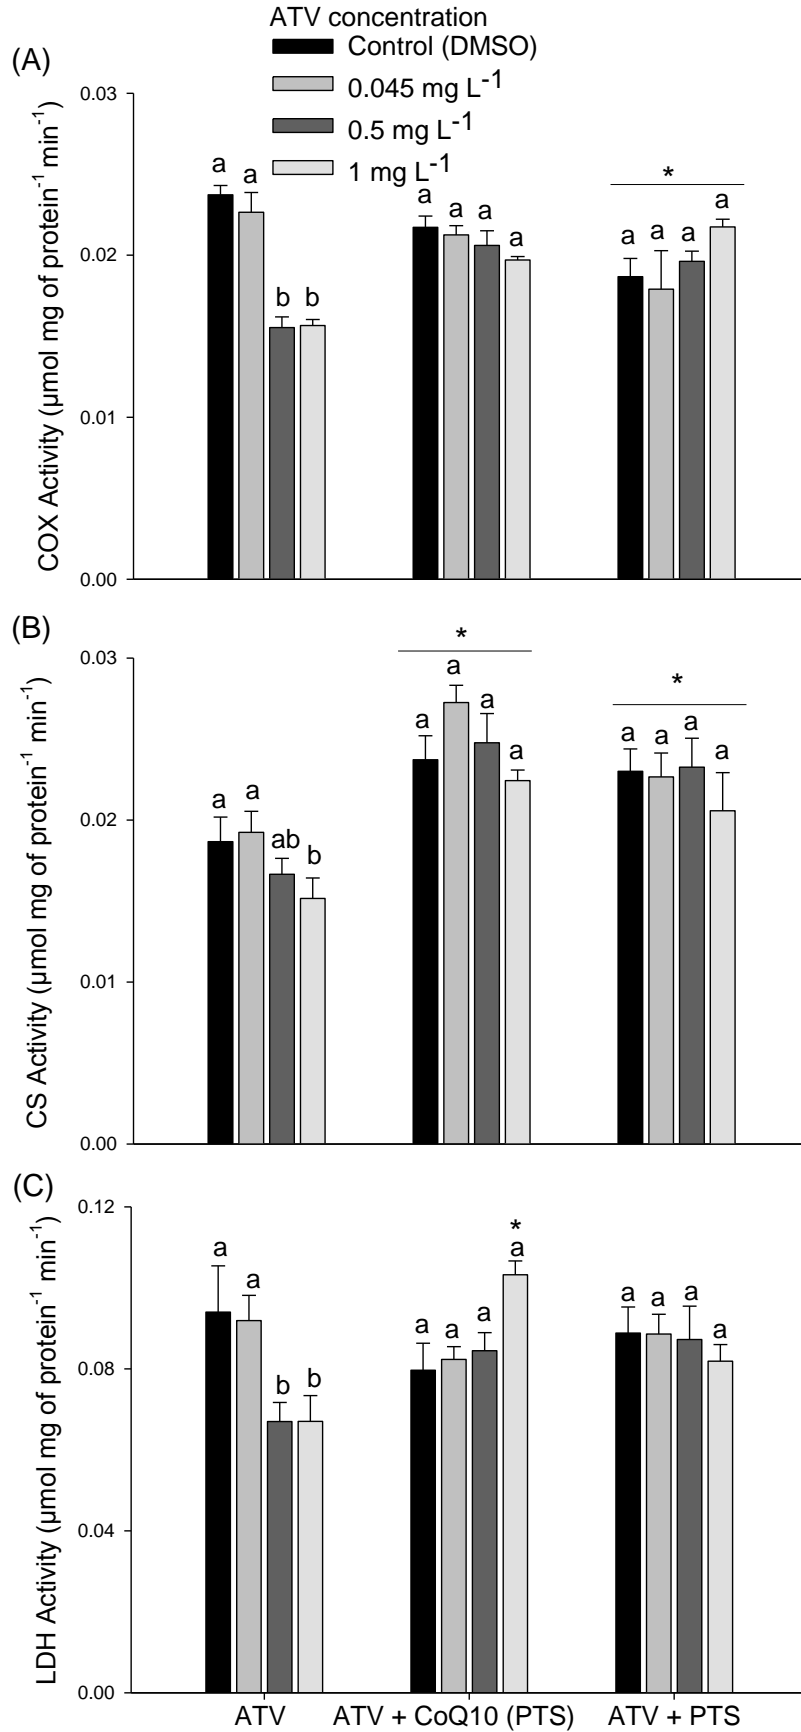 ATV concentration
Control (DMSO)
0.045 mg L-1
0.5 mg L-1
1 mg L-1
(A)
COX Activity (µmol mg of protein-1 min-1)
0.03
0.02
0.01
0.00
a a b b
a a a a
*
a a a a
(B)
CS Activity (µmol mg of protein-1 min-1)
0.03
0.02
0.01
0.00
a a ab b
*
a a a a
*
a a a a
(C)
LDH Activity (µmol mg of protein-1 min-1)
0.12
0.08
0.04
0.00
a a b b
*
a a a a
a a a a
ATV ATV + CoQ10 (PTS) ATV + PTS